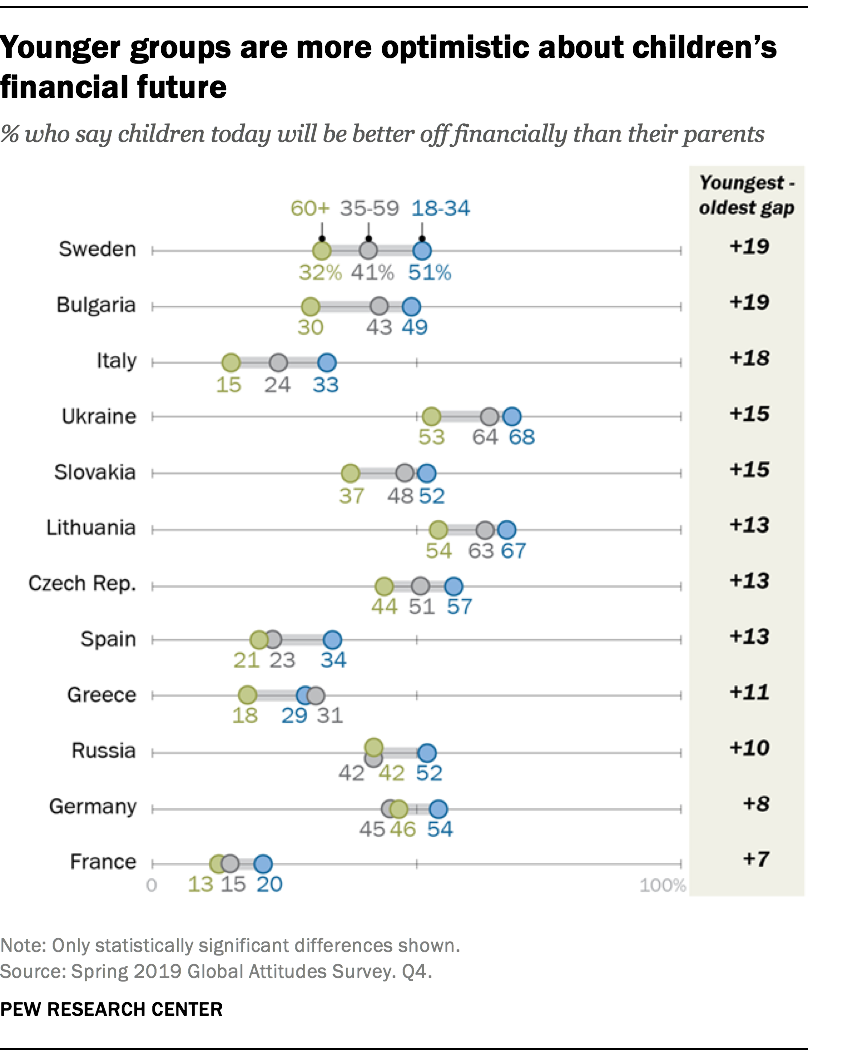 Younger groups are more optimistic about children's
financial future
% who say children today will be better off financially than their parents
Youngest -
oldest gap
60+ 35-59 18-34
Sweden +19
32% 41% 51%
Bulgaria +19
30 43 49
Italy +18
15 24 33
Ukraine +15
53 64 68
Slovakia +15
37 48 52
Lithuania +13
54 63 67
Czech Rep. +13
44 51 57
Spain +13
21 23 34
Greece +11
18 29 31
Russia +10
42 42 52
Germany +8
45 46 54
France +7
0 13 15 20 100%
Note: Only statistically significant differences shown.
Source: Spring 2019 Global Attitudes Survey. Q4.
PEW RESEARCH CENTER